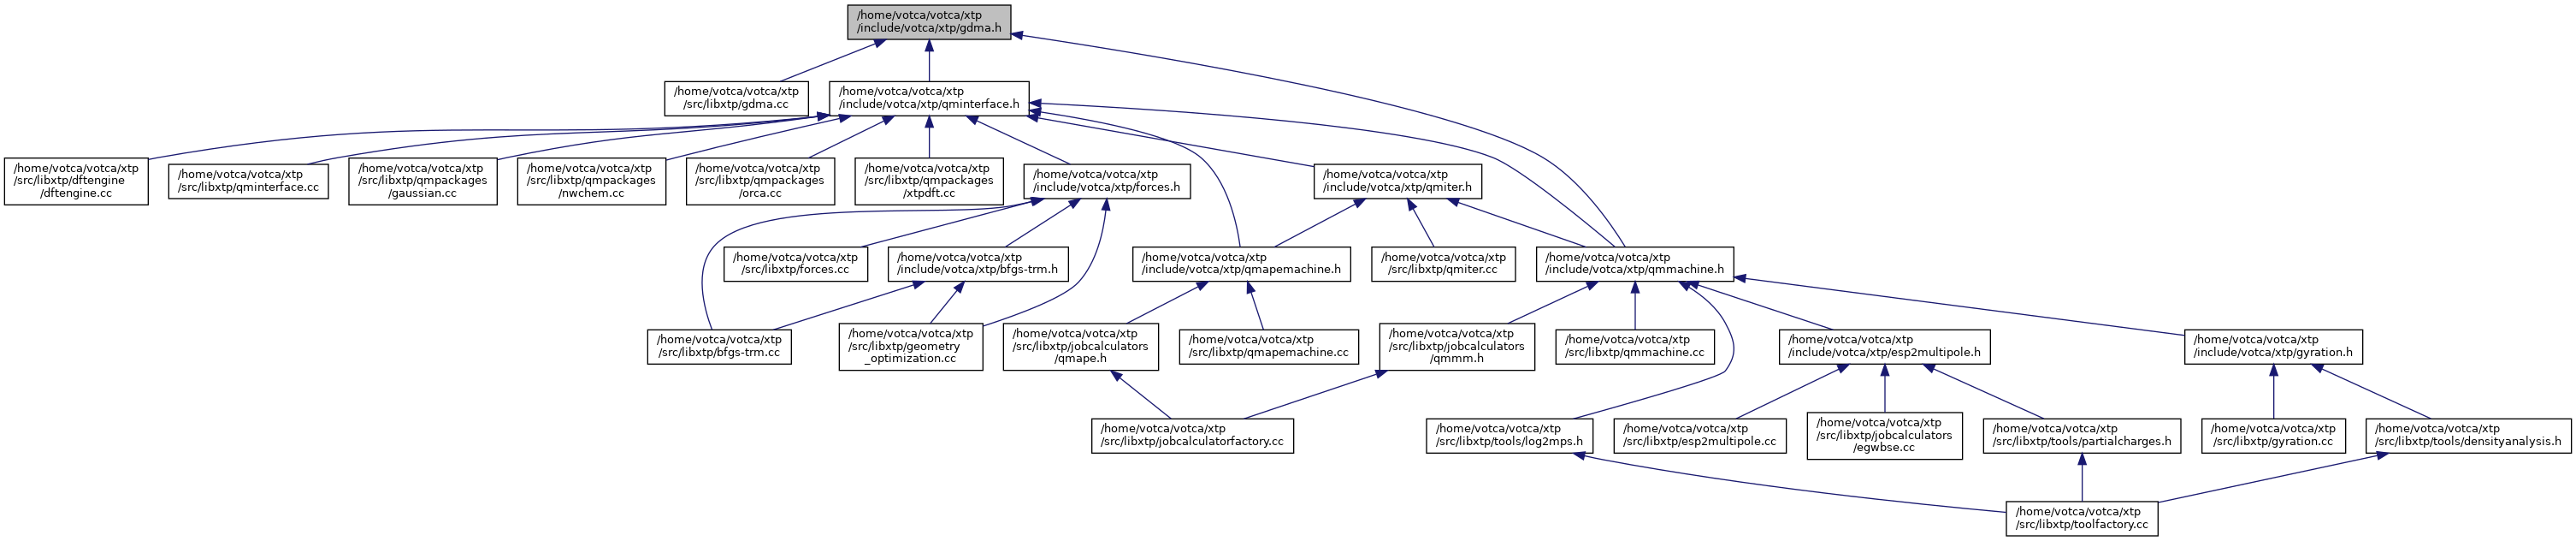 /home/votca/votca/xtp
/include/votca/xtp/gdma.h
/home/votca/votca/xtp
/src/libxtp/gdma.cc
/home/votca/votca/xtp
/include/votca/xtp/qminterface.h
/home/votca/votca/xtp
/src/libxtp/dftengine
/dftengine.cc
/home/votca/votca/xtp
/src/libxtp/qminterface.cc
/home/votca/votca/xtp
/src/libxtp/qmpackages
/gaussian.cc
/home/votca/votca/xtp
/src/libxtp/qmpackages
/nwchem.cc
/home/votca/votca/xtp
/src/libxtp/qmpackages
/orca.cc
/home/votca/votca/xtp
/src/libxtp/qmpackages
/xtpdft.cc
/home/votca/votca/xtp
/include/votca/xtp/forces.h
/home/votca/votca/xtp
/include/votca/xtp/qmiter.h
/home/votca/votca/xtp
/src/libxtp/forces.cc
/home/votca/votca/xtp
/include/votca/xtp/bfgs-trm.h
/home/votca/votca/xtp
/include/votca/xtp/qmapemachine.h
/home/votca/votca/xtp
/src/libxtp/qmiter.cc
/home/votca/votca/xtp
/include/votca/xtp/qmmachine.h
/home/votca/votca/xtp
/src/libxtp/bfgs-trm.cc
/home/votca/votca/xtp
/src/libxtp/geometry
_optimization.cc
/home/votca/votca/xtp
/src/libxtp/jobcalculators
/qmape.h
/home/votca/votca/xtp
/src/libxtp/qmapemachine.cc
/home/votca/votca/xtp
/src/libxtp/jobcalculators
/qmmm.h
/home/votca/votca/xtp
/src/libxtp/qmmachine.cc
/home/votca/votca/xtp
/include/votca/xtp/esp2multipole.h
/home/votca/votca/xtp
/include/votca/xtp/gyration.h
/home/votca/votca/xtp
/src/libxtp/jobcalculatorfactory.cc
/home/votca/votca/xtp
/src/libxtp/tools/log2mps.h
/home/votca/votca/xtp
/src/libxtp/esp2multipole.cc
/home/votca/votca/xtp
/src/libxtp/jobcalculators
/egwbse.cc
/home/votca/votca/xtp
/src/libxtp/tools/partialcharges.h
/home/votca/votca/xtp
/src/libxtp/gyration.cc
/home/votca/votca/xtp
/src/libxtp/tools/densityanalysis.h
/home/votca/votca/xtp
/src/libxtp/toolfactory.cc